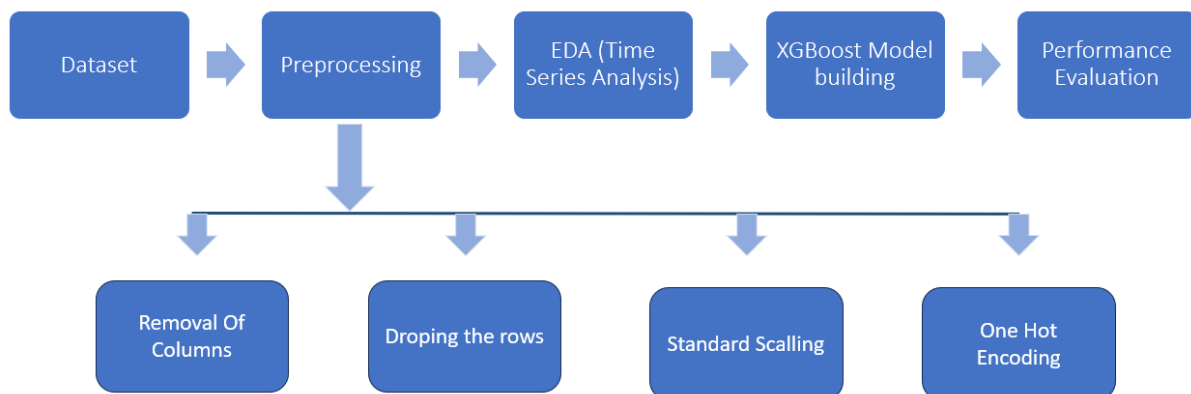 Dataset
Preprocessing
EDA (Time
Series Analysis)
XGBoost Model
building
Performance
Evaluation
Removal Of
Columns
Droping the rows
Standard Scalling
One Hot
Encoding